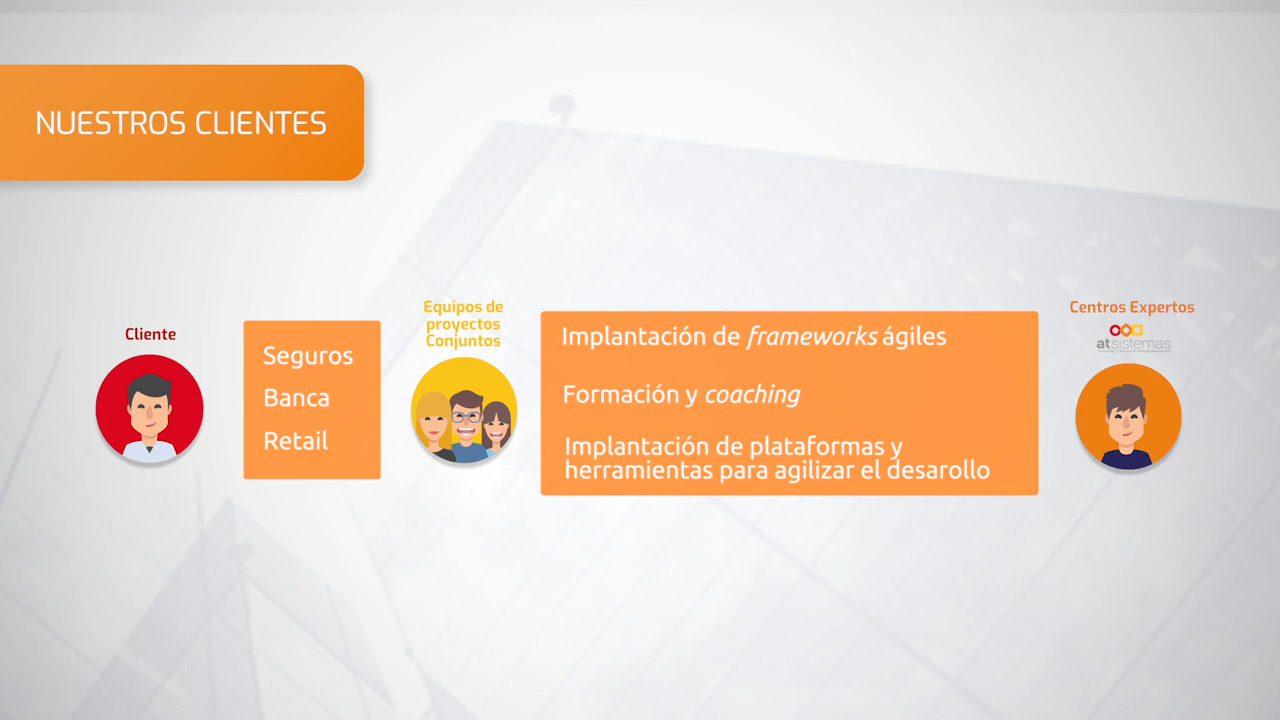 NUESTROS CLIENTES
Cliente
Seguros
Banca
Retail
Equipos de
proyectos
Conjuntos
Implantación de frameworks ágiles
Formación y coaching
Implantación de plataformas y
herramientas para agilizar el desarollo
Centros Expertos
atsistemas